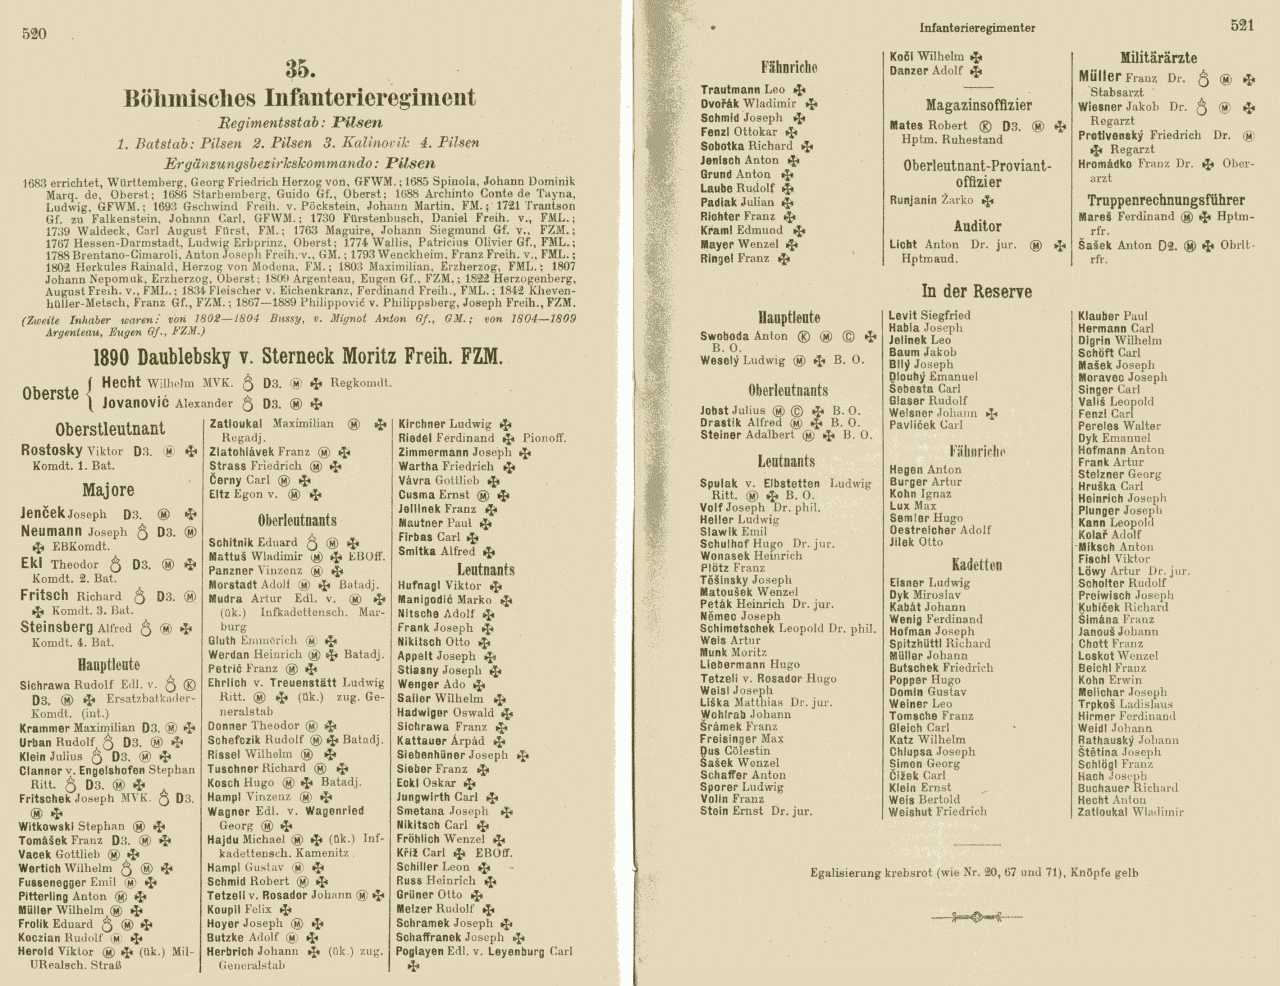 520
35.
Böhmisches Infanterieregiment
Regimentsstab: Pilsen
1. Batstab: Pilsen 2. Pilsen 3. Kalinovik 4. Pilsen
Ergänzungsbezirkskommando: Pilsen
1683 errichtet, Württemberg, Georg Friedrich Herzog von, GFWM.; 1685 Spinola, Johann Dominik
Marq. de, Oberst; 1686 Starhemberg, Guido Gf., Oberst; 1688 Archinto Conte de Tayna,
Ludwig, GFWM.; 1693 Gschwind Freih. v. Pöckstein, Johann Martin, FM.; 1721 Trantson
Gf. zu Falkenstein, Johann Carl, GFWM.; 1730 Fürstenbusch, Daniel Freih. v., FML.;
1739 Waldeck, Carl August Fürst, FM.; 1763 Maguire, Johann Siegmund Gf. v., FZM.;
1767 Hessen-Darmstadt, Ludwig Erbprinz, Oberst; 1774 Wallis, Patricius Olivier Gf., FML.;
1788 Brentano-Cimaroli, Anton Joseph Freih. v., GM.; 1793 Wenckheim, Franz Freih. v., FML.;
1802 Herkules Rainald, Herzog von Modena, FM.; 1803 Maximilian, Erzherzog, FML.; 1807
Johann Nepomuk, Erzherzog, Oberst; 1809 Argenteau, Eugen Gf., FZM.; 1822 Herzogenberg,
August Freih. v., FML.; 1834 Fleischer v. Eichenkranz, Ferdinand Freih., FML.; 1842 Kheven-
hüller-Metsch, Franz Gf., FZM.; 1867—1889 Philippović v. Philippsberg, Joseph Freih., FZM.
(Zweite Inhaber waren: von 1802—1804 Bussy, v. Mignot Anton Gf., GM.; von 1804—1809
Argenteau, Eugen Gf., FZM.)
1890 Daublebsky v. Sterneck Moritz Freih. FZM.
Oberste
Hecht Wilhelm MVK. D3. Ⓜ ✠ Regkomdt.
Jovanović Alexander D3. Ⓜ ✠
Oberstleutnant
Rostosky Viktor D3. Ⓜ ✠
Komdt. 1. Bat.
Majore
Jenček Joseph D3. Ⓜ ✠
Neumann Joseph D3. Ⓜ
✠ EBKomdt.
Ekl Theodor D3. Ⓜ ✠
Komdt. 2. Bat.
Fritsch Richard D3. Ⓜ
✠ Komdt. 3. Bat.
Steinsberg Alfred Ⓜ ✠
Komdt. 4. Bat.
Hauptleute
Sichrawa Rudolf Edl. v. Ⓚ
D3. Ⓜ ✠ Ersatzbatkader-
Komdt. (int.)
Krammer Maximilian D3. Ⓜ ✠
Urban Rudolf D3. Ⓜ ✠
Klein Julius D3. Ⓜ ✠
Clanner v. Engelshofen Stephan
Ritt. D3. Ⓜ ✠
Fritschek Joseph MVK. D3.
Ⓜ ✠
Witkowski Stephan Ⓜ ✠
Tomášek Franz D3. Ⓜ ✠
Vacek Gottlieb Ⓜ ✠
Wertich Wilhelm Ⓜ ✠
Fussenegger Emil Ⓜ ✠
Pitterling Anton Ⓜ ✠
Müller Wilhelm Ⓜ ✠
Frolik Eduard Ⓜ ✠
Koczian Rudolf Ⓜ ✠
Herold Viktor Ⓜ ✠ (ük.) Mil-
URealsch. Straß
Zatloukal Maximilian Ⓜ ✠
Regadj.
Zlatohlávek Franz Ⓜ ✠
Strass Friedrich Ⓜ ✠
Černy Carl Ⓜ ✠
Eltz Egon v. Ⓜ ✠
Oberleutnants
Schitnik Eduard Ⓜ ✠
Mattuš Wladimir Ⓜ ✠ EBOff.
Panzner Vinzenz Ⓜ ✠
Morstadt Adolf Ⓜ ✠ Batadj.
Mudra Artur Edl. v. Ⓜ ✠
(ük.) Infkadettensch. Mar-
burg
Gluth Emmerich Ⓜ ✠
Werdan Heinrich Ⓜ ✠ Batadj.
Petrić Franz Ⓜ ✠
Ehrlich v. Treuenstätt Ludwig
Ritt. Ⓜ ✠ (ük.) zug. Ge-
neralstab
Donner Theodor Ⓜ ✠
Schefczik Rudolf Ⓜ ✠ Batadj.
Rissel Wilhelm Ⓜ ✠
Tuschner Richard Ⓜ ✠
Kosch Hugo Ⓜ ✠ Batadj.
Hampl Vinzenz Ⓜ ✠
Wagner Edl. v. Wagenried
Georg Ⓜ ✠
Hajdu Michael Ⓜ ✠ (ük.) Inf-
kadettensch. Kamenitz
Hampl Gustav Ⓜ ✠
Schmid Robert Ⓜ ✠
Tetzeli v. Rosador Johann Ⓜ ✠
Koupil Felix ✠
Hoyer Joseph Ⓜ ✠
Butzke Adolf Ⓜ ✠
Herbrich Johann ✠ (ük.) zug.
Generalstab
Kirchner Ludwig ✠
Riedel Ferdinand ✠ Pionoff.
Zimmermann Joseph ✠
Wartha Friedrich ✠
Vávra Gottlieb ✠
Cusma Ernst Ⓜ ✠
Jellinek Franz ✠
Mautner Paul ✠
Firbas Carl ✠
Smitka Alfred ✠
Leutnants
Hufnagl Viktor ✠
Manigodić Marko ✠
Nitsche Adolf ✠
Frank Joseph ✠
Nikitsch Otto ✠
Appelt Joseph ✠
Stiasny Joseph ✠
Wenger Ado ✠
Sailer Wilhelm ✠
Hadwiger Oswald ✠
Sichrawa Franz ✠
Kattauer Árpád ✠
Siebenhüner Joseph ✠
Sieber Franz ✠
Eckl Oskar ✠
Jungwirth Carl ✠
Smetana Joseph ✠
Nikitsch Carl ✠
Fröhlich Wenzel ✠
Kříž Carl ✠ EBOff.
Schiller Leon ✠
Russ Heinrich ✠
Grüner Otto ✠
Melzer Rudolf ✠
Schramek Joseph ✠
Schaffranek Joseph ✠
Poglayen Edl. v. Leyenburg Carl
✠
Infanterieregimenter
521
Fähnriche
Trautmann Leo ✠
Dvořák Wladimir ✠
Schmid Joseph ✠
Fenzl Ottokar ✠
Sobotka Richard ✠
Jenisch Anton ✠
Grund Anton ✠
Laube Rudolf ✠
Padiak Julian ✠
Richter Franz ✠
Kraml Edmund ✠
Mayer Wenzel ✠
Ringel Franz ✠
Kočí Wilhelm ✠
Danzer Adolf ✠
Magazinsoffizier
Mates Robert Ⓚ D3. Ⓜ ✠
Hptm. Ruhestand
Oberleutnant-Proviant-
offizier
Runjanin Žarko ✠
Auditor
Licht Anton Dr. jur. Ⓜ ✠
Hptmaud.
Militärärzte
Müller Franz Dr. Ⓜ ✠
Stabsarzt
Wiesner Jakob Dr. Ⓜ ✠
Regarzt
Protivenský Friedrich Dr. Ⓜ
✠ Regarzt
Hromádko Franz Dr. ✠ Ober-
arzt
Truppenrechnungsführer
Mareš Ferdinand Ⓜ ✠ Hptm-
rfr.
Šašek Anton D2. Ⓜ ✠ Obrlt-
rfr.
In der Reserve
Hauptleute
Swoboda Anton Ⓚ Ⓜ Ⓒ ✠
B. O.
Weselý Ludwig Ⓜ ✠ B. O.
Oberleutnants
Jobst Julius Ⓜ Ⓒ ✠ B. O.
Drastik Alfred Ⓜ ✠ B. O.
Steiner Adalbert Ⓜ ✠ B. O.
Leutnants
Spulak v. Elbstetten Ludwig
Ritt. Ⓜ ✠ B. O.
Volf Joseph Dr. phil.
Heller Ludwig
Slawik Emil
Schulhof Hugo Dr. jur.
Wonasek Heinrich
Plötz Franz
Těšinský Joseph
Matoušek Wenzel
Peták Heinrich Dr. jur.
Němec Joseph
Schimetschek Leopold Dr. phil.
Weis Artur
Munk Moritz
Liebermann Hugo
Tetzeli v. Rosador Hugo
Weisl Joseph
Liška Matthias Dr. jur.
Wohlrab Johann
Šrámek Franz
Freisinger Max
Dus Cölestin
Šašek Wenzel
Schaffer Anton
Sporer Ludwig
Volin Franz
Stein Ernst Dr. jur.
Levit Siegfried
Habla Joseph
Jelinek Leo
Baum Jakob
Bílý Joseph
Dlouhý Emanuel
Šebesta Carl
Glaser Rudolf
Weisner Johann ✠
Pavlíček Carl
Fähnriche
Hegen Anton
Burger Artur
Kohn Ignaz
Lux Max
Semler Hugo
Oestreicher Adolf
Jílek Otto
Kadetten
Eisner Ludwig
Dyk Miroslav
Kabát Johann
Wenig Ferdinand
Hofman Joseph
Spitzhüttl Richard
Müller Johann
Butschek Friedrich
Popper Hugo
Domin Gustav
Weiner Leo
Tomsche Franz
Gleich Carl
Katz Wilhelm
Chlupsa Joseph
Simon Georg
Čížek Carl
Klein Ernst
Weis Bertold
Weishut Friedrich
Klauber Paul
Hermann Carl
Digrin Wilhelm
Schöft Carl
Mašek Joseph
Moravec Joseph
Singer Carl
Vališ Leopold
Fenzl Carl
Pereles Walter
Dyk Emanuel
Hofmann Anton
Frank Artur
Stelzner Georg
Hruška Carl
Heinrich Joseph
Plunger Joseph
Kann Leopold
Kolař Adolf
Miksch Anton
Fischl Viktor
Löwy Artur Dr. jur.
Scholter Rudolf
Preiwisch Joseph
Kubíček Richard
Šimána Franz
Janouš Johann
Chott Franz
Loskot Wenzel
Beichl Franz
Kohn Erwin
Melichar Joseph
Trpkoš Ladislaus
Hirmer Ferdinand
Weidl Johann
Rathauský Johann
Štětina Joseph
Schlögl Franz
Hach Joseph
Buchauer Richard
Hecht Anton
Zatloukal Wladimir
Egalisierung krebsrot (wie Nr. 20, 67 und 71), Knöpfe gelb